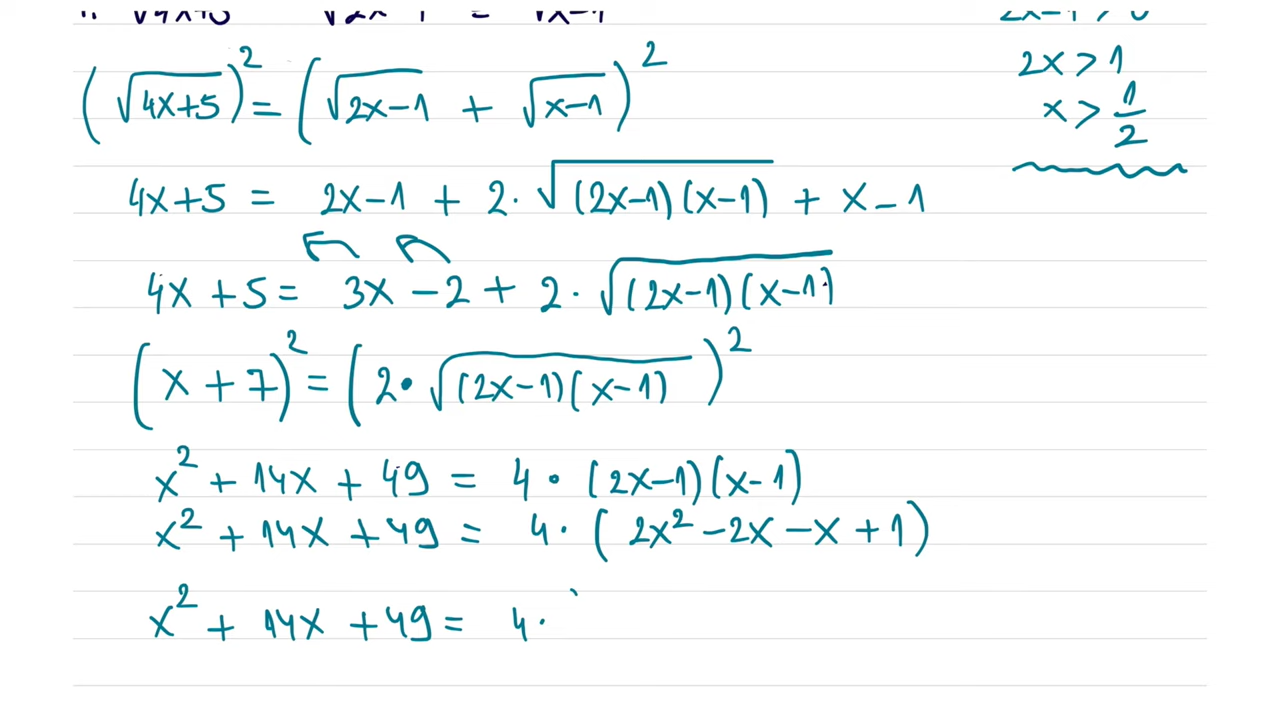 (√(4x+5))² = (√(2x-1) + √(x-1))²
4x+5 = 2x-1 + 2·√((2x-1)(x-1)) + x-1
4x+5 = 3x-2 + 2·√((2x-1)(x-1))
(x+7)² = (2·√((2x-1)(x-1)))²
x² + 14x + 49 = 4·(2x-1)(x-1)
x² + 14x + 49 = 4·(2x²-2x-x+1)
x² + 14x + 49 = 4·
2x > 1
x > 1/2